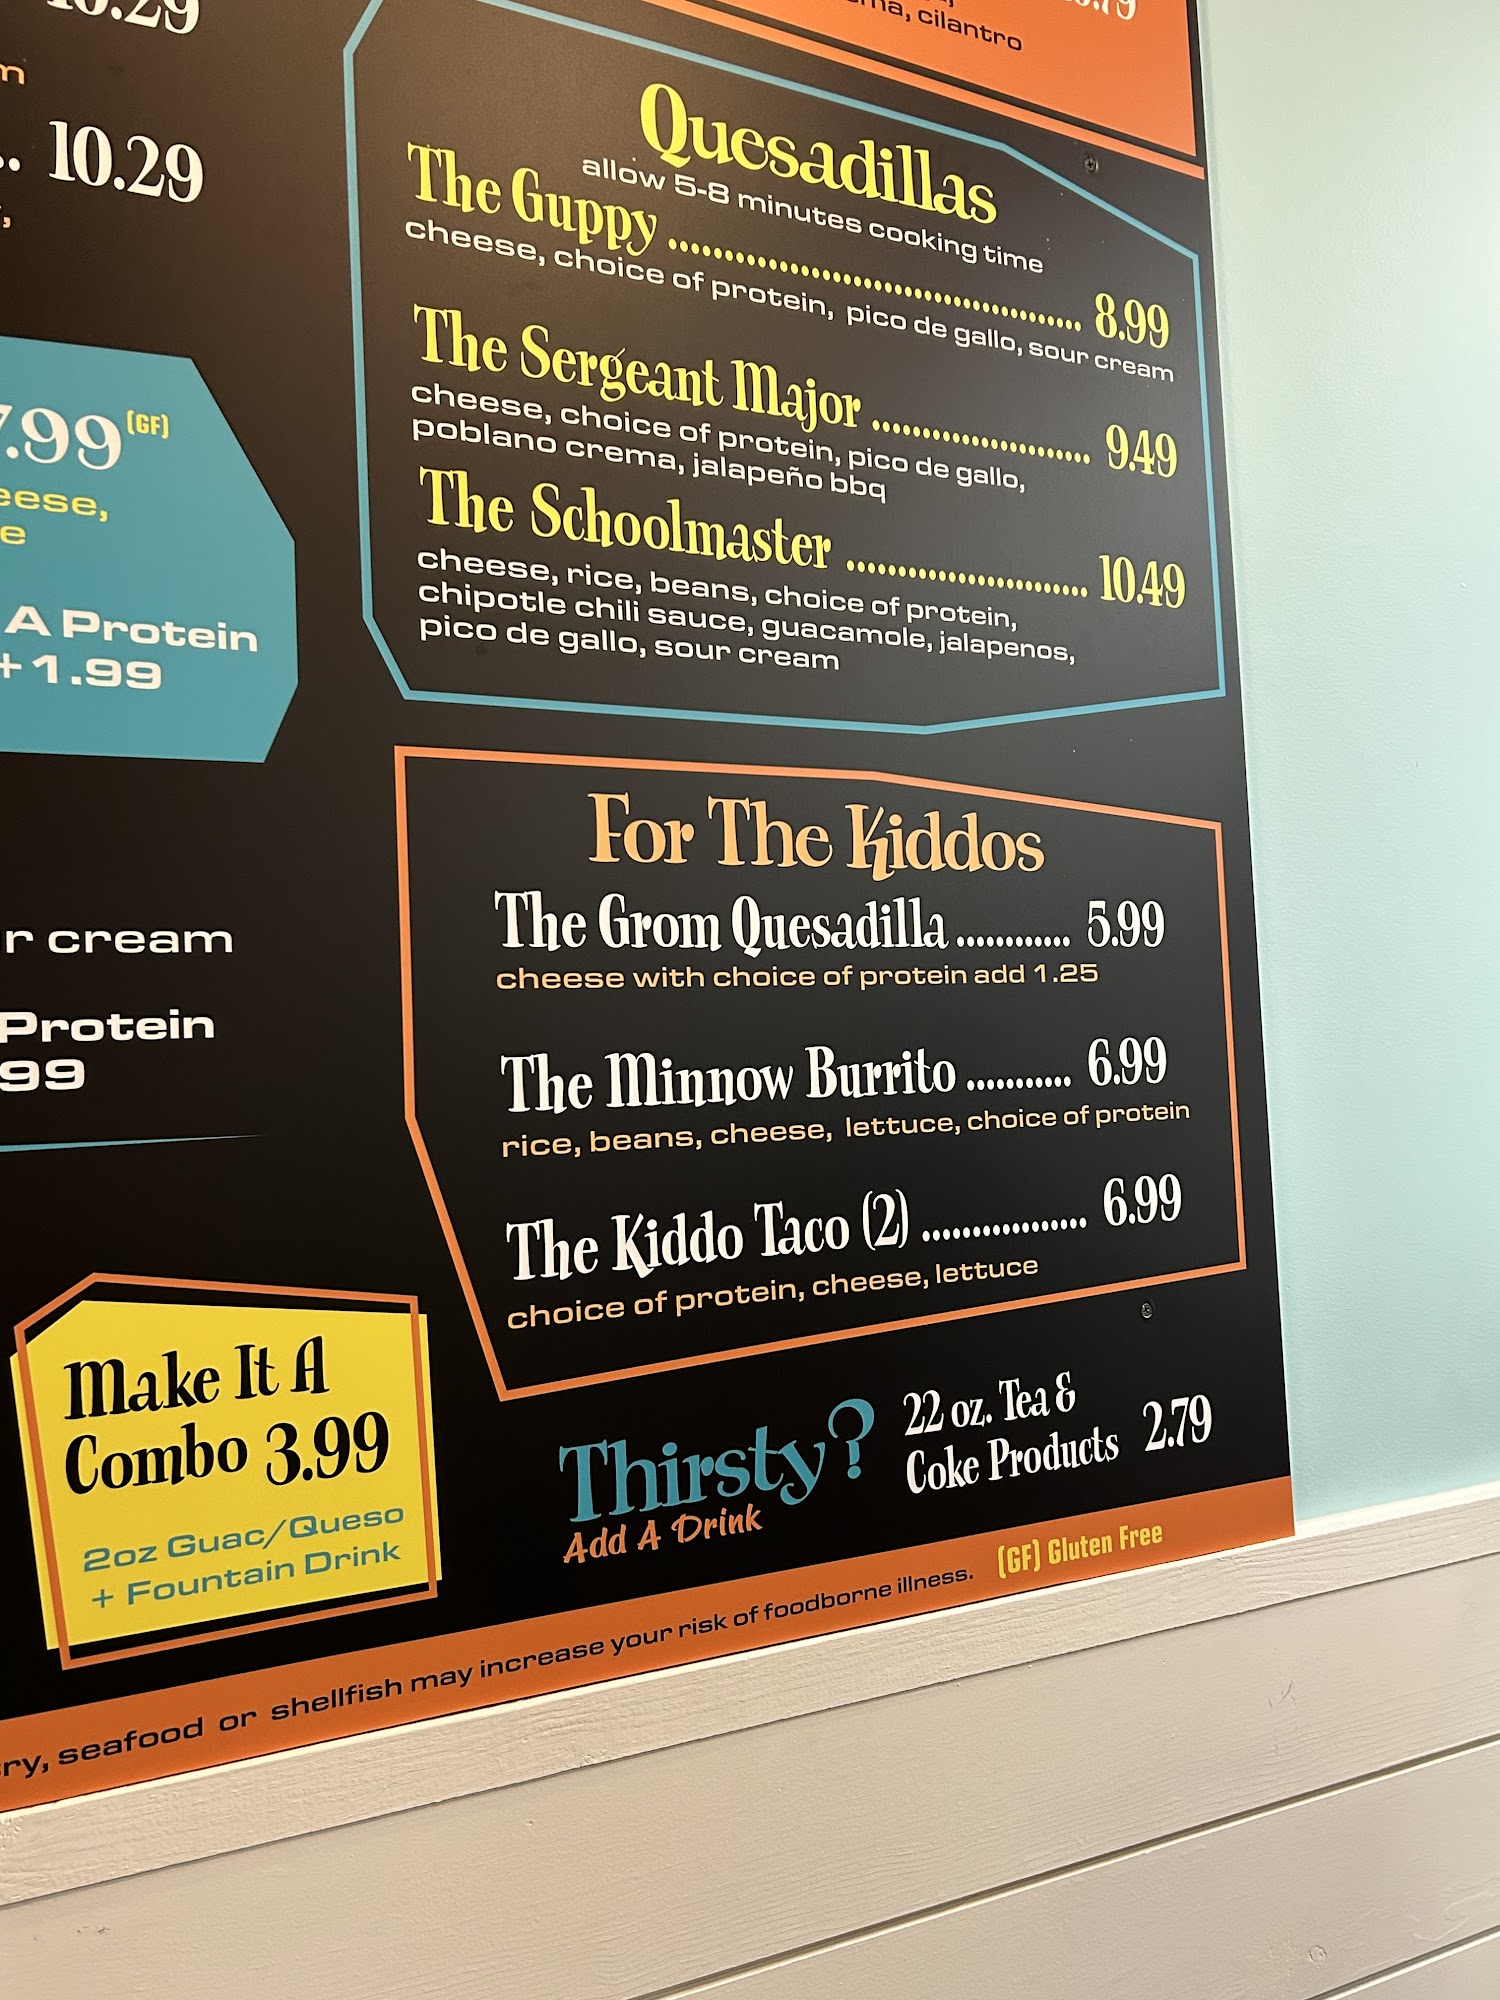 10.29
.. 10.29
7.99 (GF)
A Protein
+1.99
r cream
Protein
99
cilantro
Quesadillas
allow 5-8 minutes cooking time
The Guppy ........................................ 8.99
cheese, choice of protein, pico de gallo, sour cream
The Sergeant Major ........................ 9.49
cheese, choice of protein, pico de gallo,
poblano crema, jalapeño bbq
The Schoolmaster ........................... 10.49
cheese, rice, beans, choice of protein,
chipotle chili sauce, guacamole, jalapenos,
pico de gallo, sour cream
For The Kiddos
The Grom Quesadilla ............ 5.99
cheese with choice of protein add 1.25
The Minnow Burrito ........... 6.99
rice, beans, cheese, lettuce, choice of protein
The Kiddo Taco (2) ................. 6.99
choice of protein, cheese, lettuce
Make It A
Combo 3.99
2oz Guac/Queso
+ Fountain Drink
Thirsty?
Add A Drink
22 oz. Tea &
Coke Products 2.79
seafood or shellfish may increase your risk of foodborne illness. (GF) Gluten Free